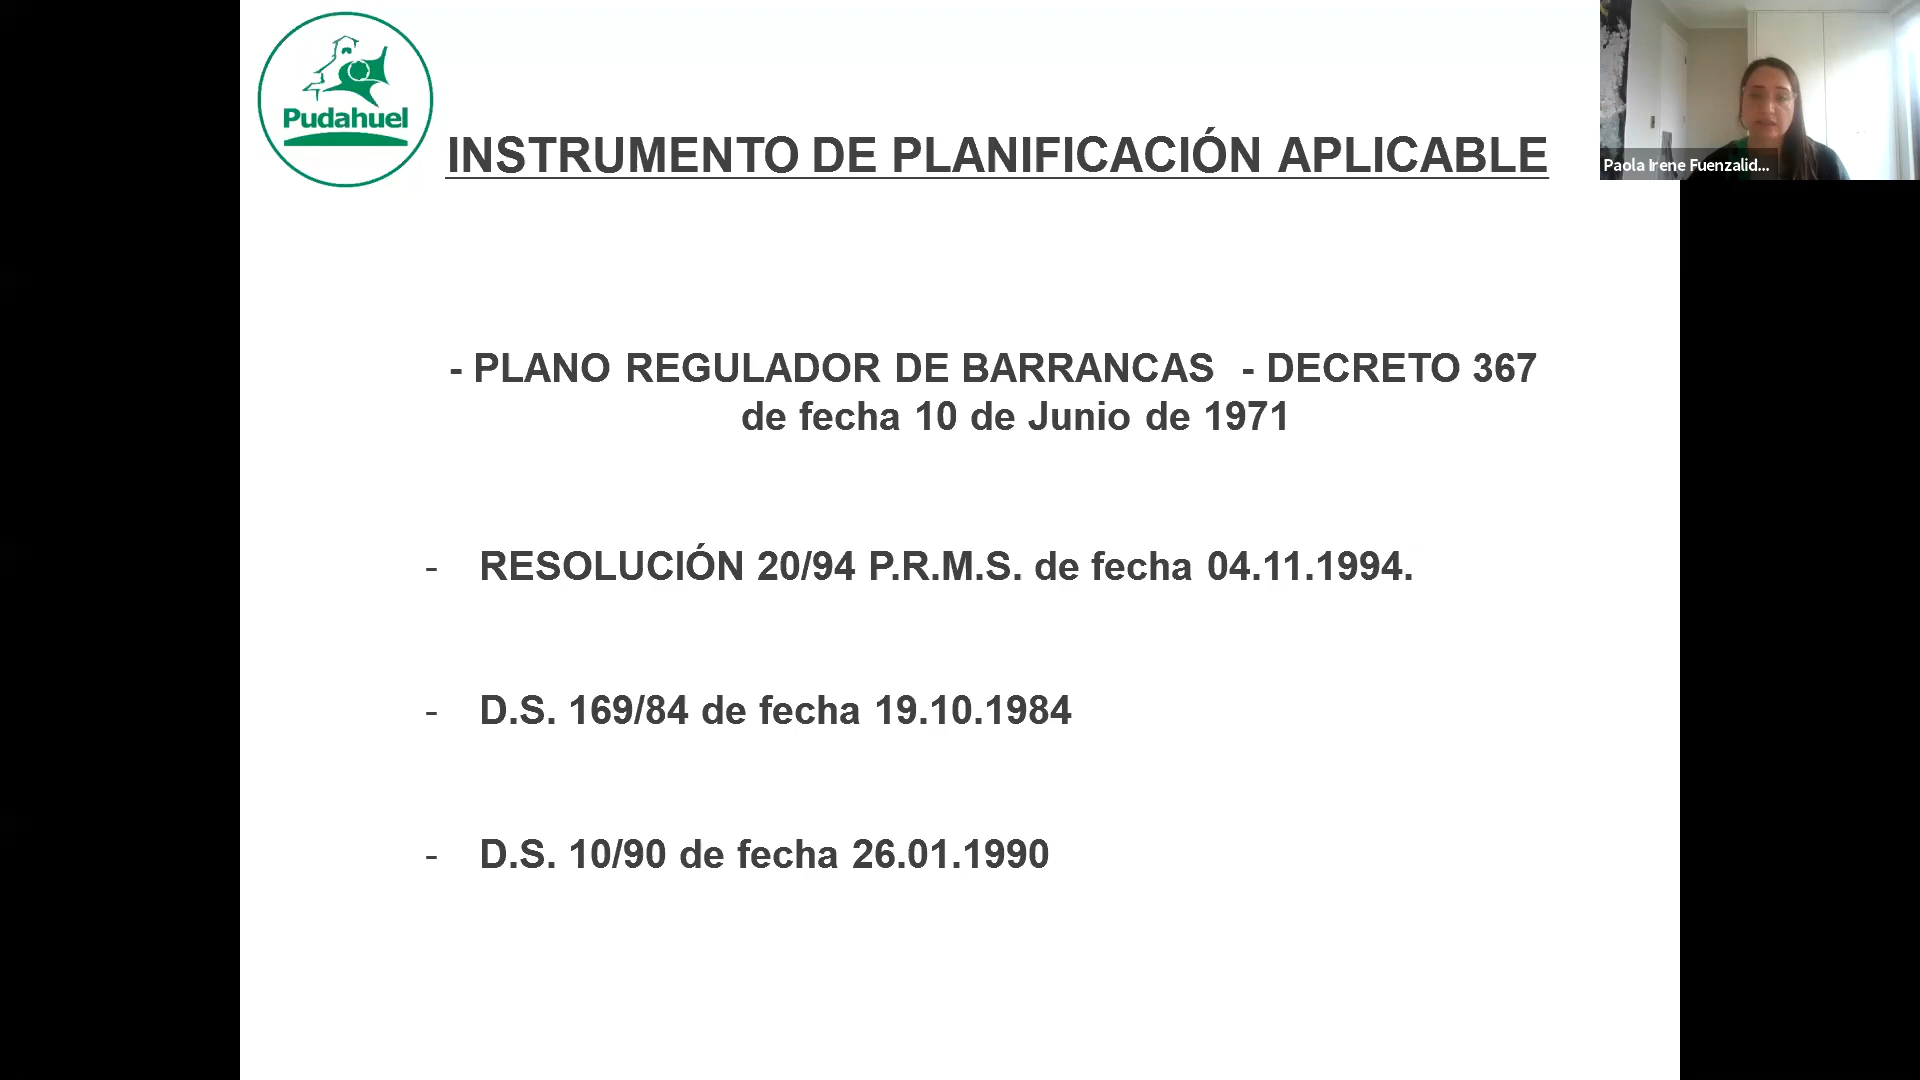 Pudahuel
INSTRUMENTO DE PLANIFICACIÓN APLICABLE
Paola Irene Fuenzalid...
- PLANO REGULADOR DE BARRANCAS - DECRETO 367
de fecha 10 de Junio de 1971
- RESOLUCIÓN 20/94 P.R.M.S. de fecha 04.11.1994.
- D.S. 169/84 de fecha 19.10.1984
- D.S. 10/90 de fecha 26.01.1990